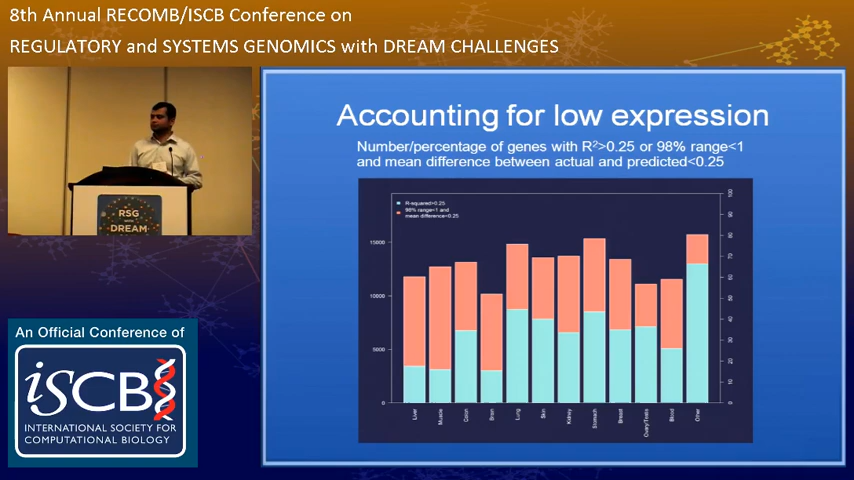 8th Annual RECOMB/ISCB Conference on
REGULATORY and SYSTEMS GENOMICS with DREAM CHALLENGES
RSG
DREAM
An Official Conference of
iSCB
INTERNATIONAL SOCIETY FOR
COMPUTATIONAL BIOLOGY
Accounting for low expression
Number/percentage of genes with R²>0.25 or 98% range<1
and mean difference between actual and predicted<0.25
R-squared>0.25
98% range<1 and
mean difference<0.25
15000
10000
5000
0
100
90
80
70
60
50
40
30
20
10
0
Liver
Muscle
Colon
Brain
Lung
Skin
Kidney
Stomach
Breast
Ovary/Testis
Blood
Other